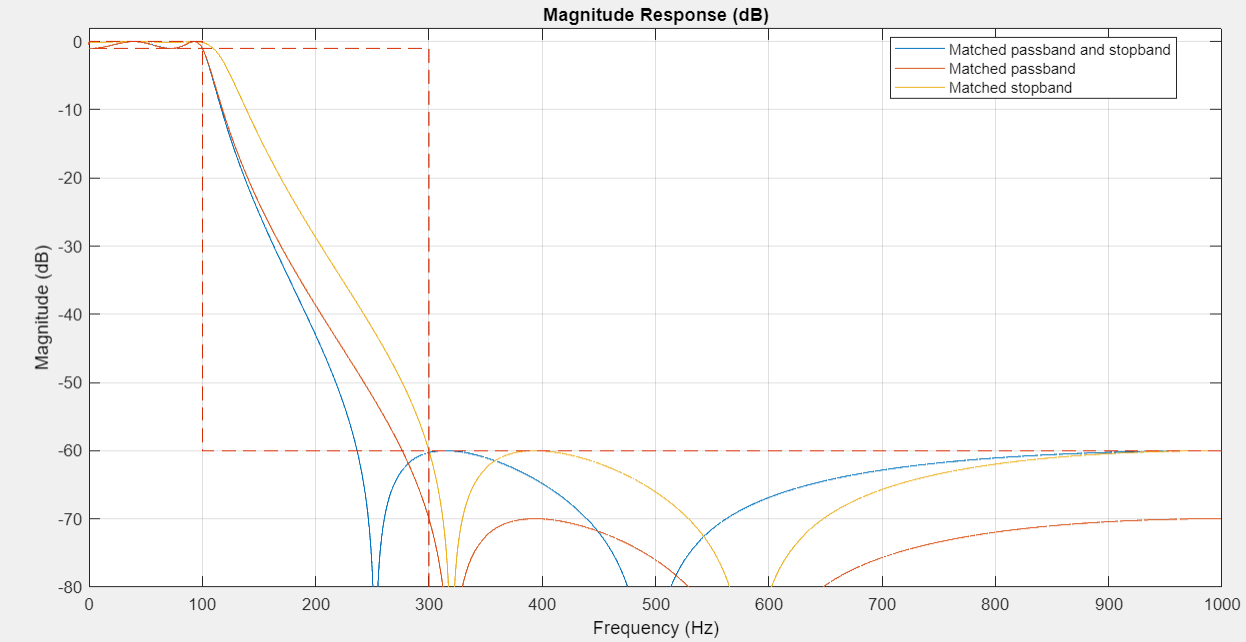 Magnitude Response (dB)
Matched passband and stopband
Matched passband
Matched stopband
Magnitude (dB)
0
-10
-20
-30
-40
-50
-60
-70
-80
0 100 200 300 400 500 600 700 800 900 1000
Frequency (Hz)